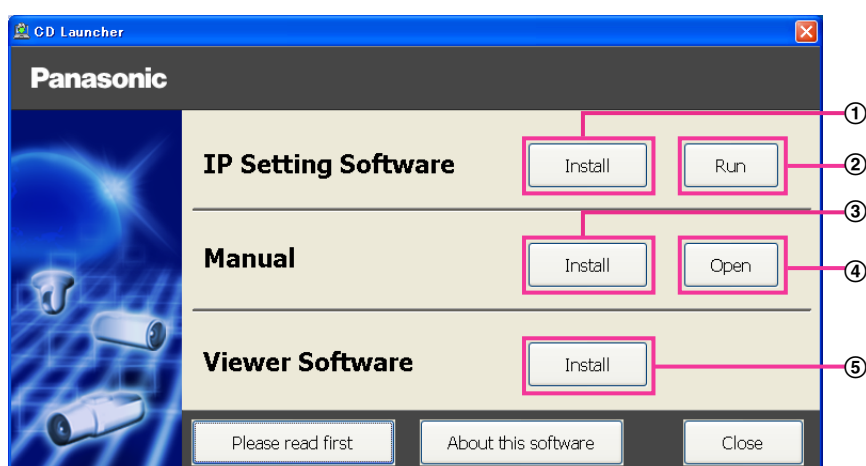 CD Launcher
Panasonic
①
IP Setting Software Install Run ②
③
Manual Install Open ④
Viewer Software Install ⑤
Please read first About this software Close